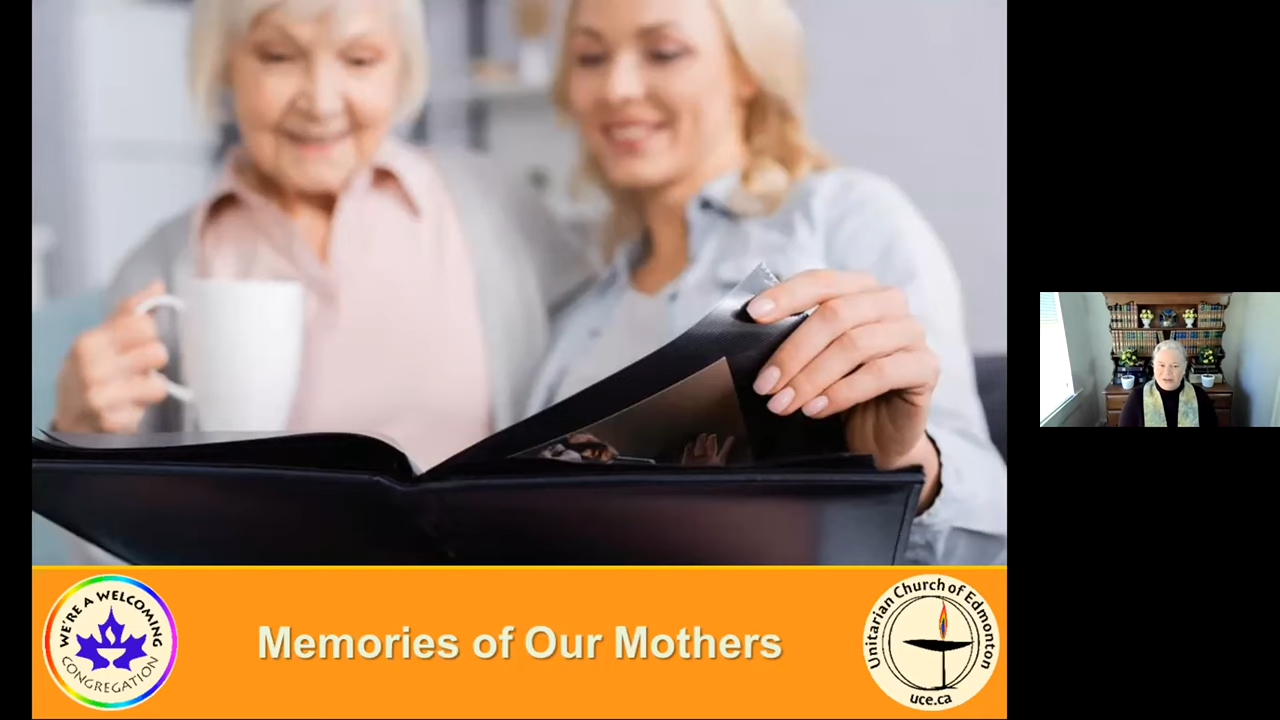 WE'RE A WELCOMING
CONGREGATION
Memories of Our Mothers
Unitarian Church of Edmonton
uce.ca